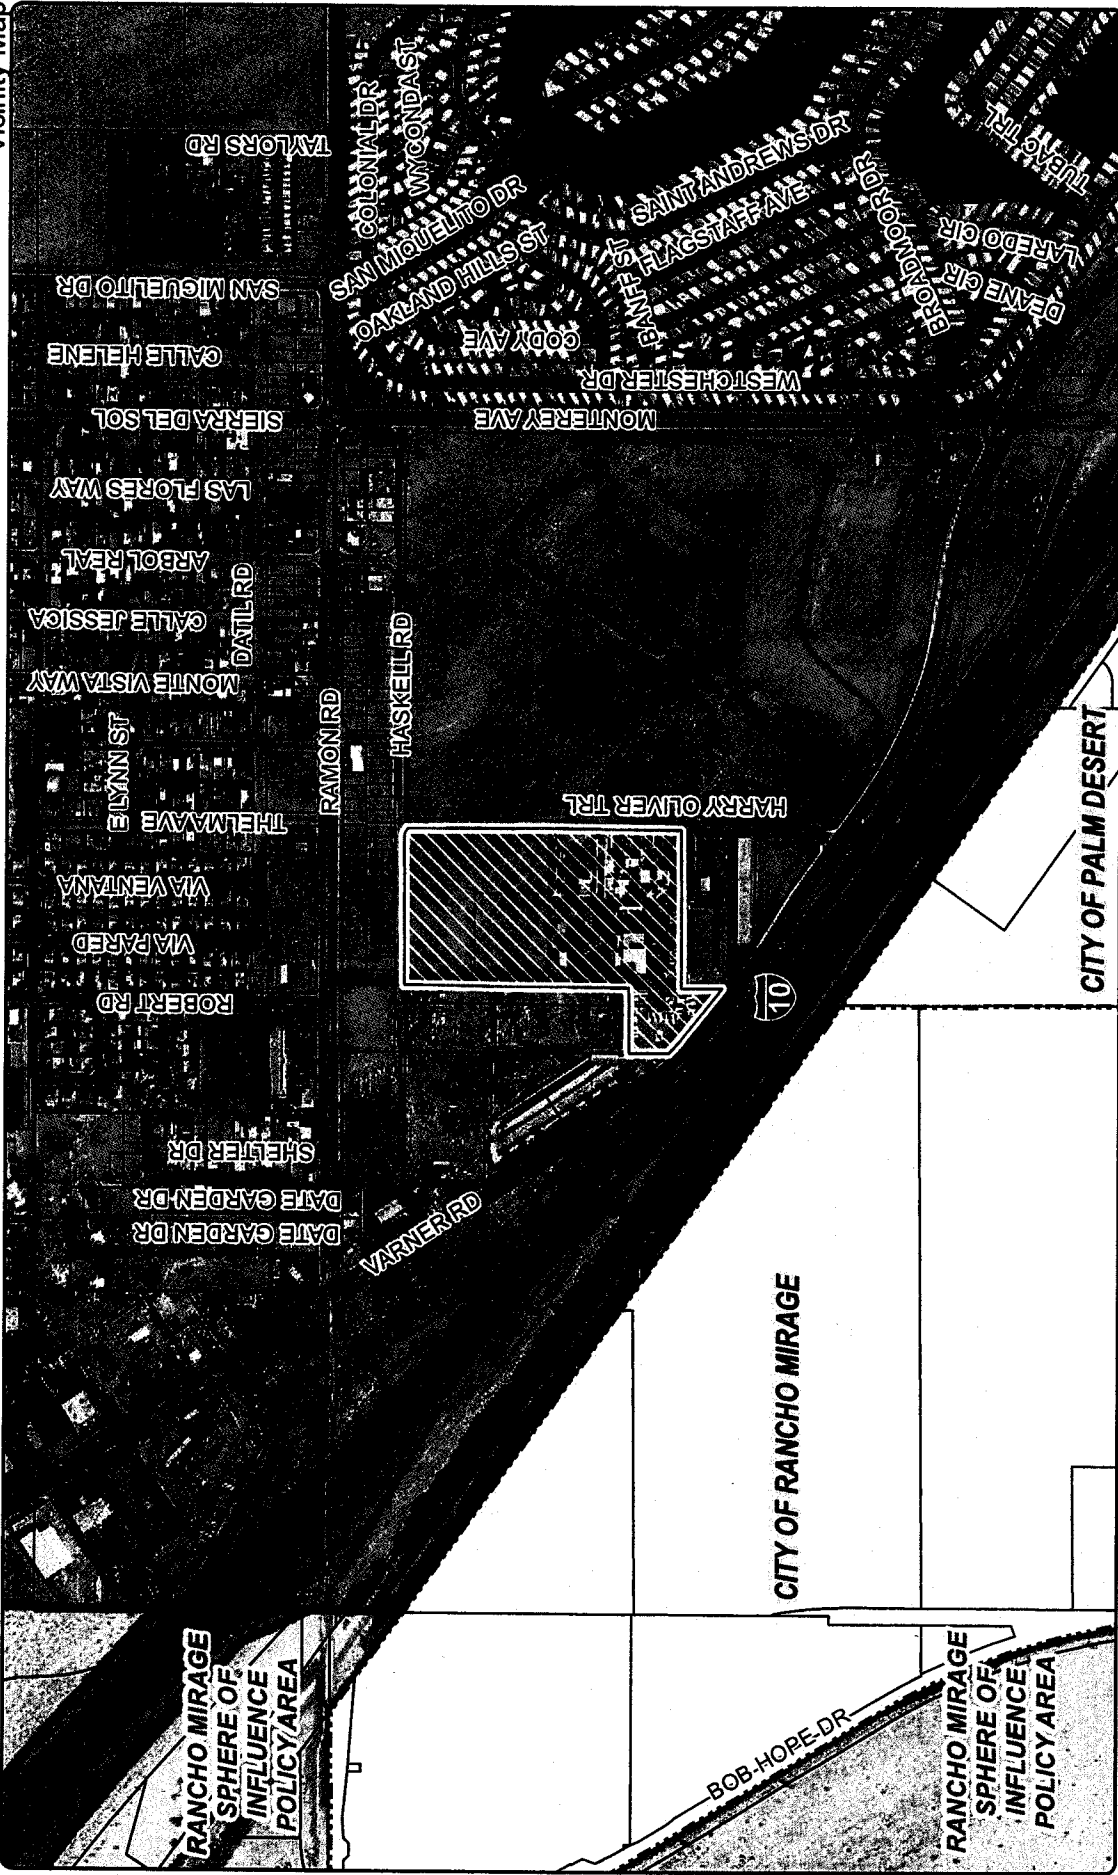 Vicinity Map
TAYLORS RD
COLONIAL DR
WYCONDA ST
SAN MIGUELITO DR
SAN MIQUELITO DR
OAKLAND HILLS ST
SAINT ANDREWS DR
FLAGSTAFF AVE
TUBAC TRL
BROADMOOR DR
LAREDO CIR
DEANE CIR
BANFF ST
CODY AVE
WESTCHESTER DR
MONTEREY AVE
CALLE HELENE
SIERRA DEL SOL
LAS FLORES WAY
ARBOL REAL
CALLE JESSICA
DATIL RD
MONTE VISTA WAY
E LYNN ST
RAMON RD
HASKELL RD
THELMA AVE
HARRY OLIVER TRL
VIA VENTANA
VIA PARED
ROBERT RD
10
SHELTER DR
DATE GARDEN DR
DATE GARDEN DR
VARNER RD
CITY OF PALM DESERT
CITY OF RANCHO MIRAGE
RANCHO MIRAGE
SPHERE OF
INFLUENCE
POLICY AREA
BOB HOPE DR
RANCHO MIRAGE
SPHERE OF
INFLUENCE
POLICY AREA